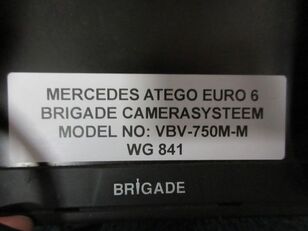 MERCEDES ATEGO EURO 6
BRIGADE CAMERASYSTEEM
MODEL NO: VBV-750M-M
WG 841
BRIGADE